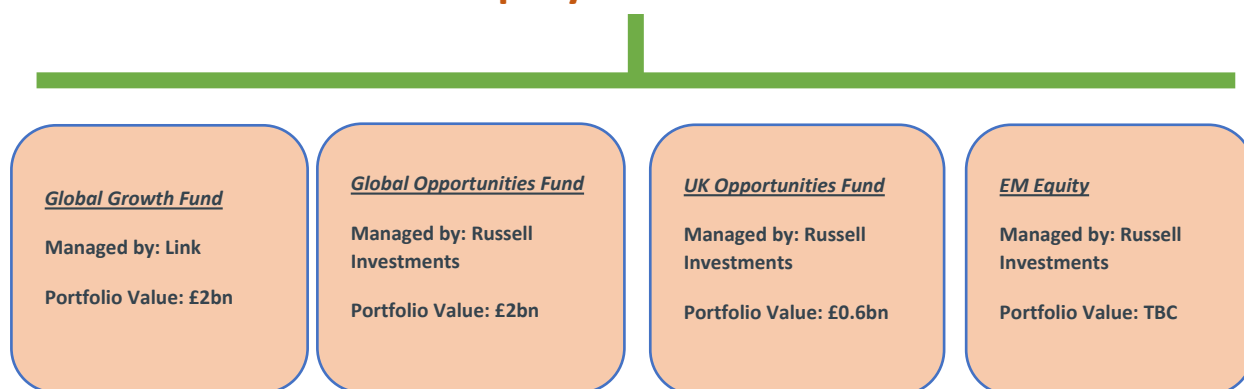 Global Growth Fund
Managed by: Link
Portfolio Value: £2bn
Global Opportunities Fund
Managed by: Russell
Investments
Portfolio Value: £2bn
UK Opportunities Fund
Managed by: Russell
Investments
Portfolio Value: £0.6bn
EM Equity
Managed by: Russell
Investments
Portfolio Value: TBC